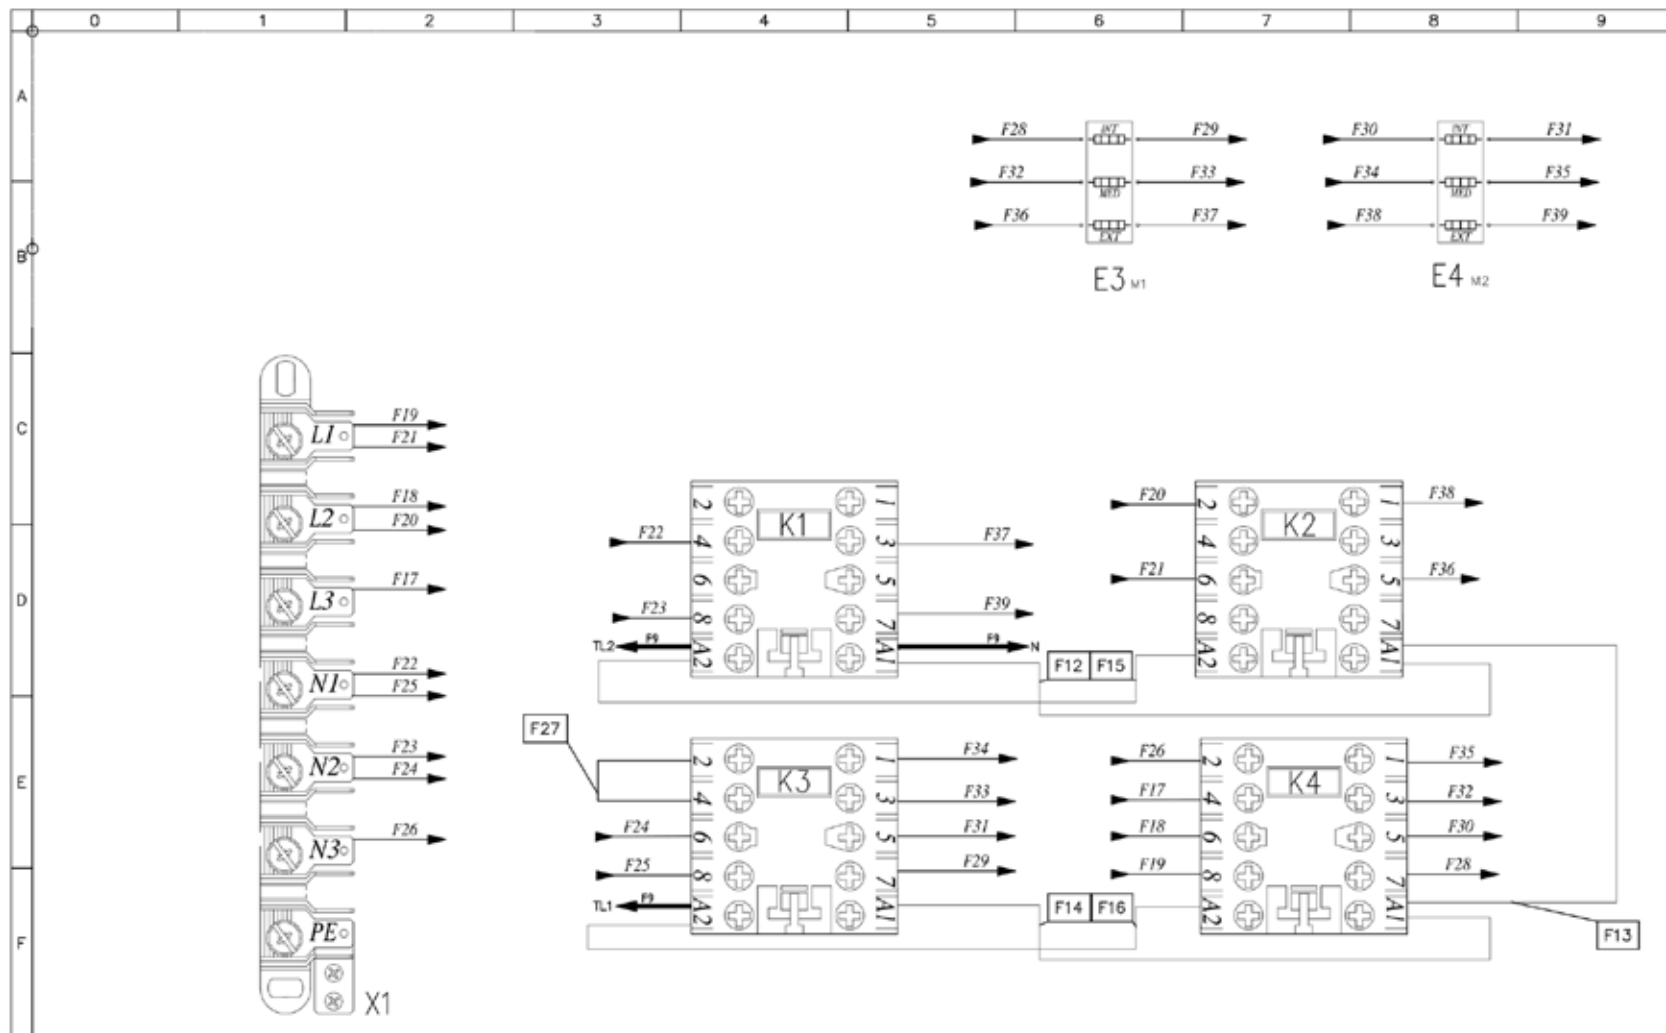 0 1 2 3 4 5 6 7 8 9
A
F28 INT F29 F30 INT F31
F32 MED F33 F34 MED F35
F36 EXT F37 F38 EXT F39
B
E3 M1 E4 M2
C
L1 F19
F21
L2 F18
F20
2 K1 1 F20 2 K2 1 F38
F22 4 3 F37 4 3
D
L3 F17
6 5 F21 6 5 F36
F23 8 7 F39 8 7
TL2 F9 A2 A1 F9 N F12 F15 A2 A1
N1 F22
F25
F27
E
N2 F23
F24
2 K3 1 F34 F26 2 K4 1 F35
4 3 F33 F17 4 3 F32
F24 6 5 F31 F18 6 5 F30
F25 8 7 F29 F19 8 7 F28
N3 F26
TL1 F9 A2 A1 F14 F16 A2 A1
F
PE
F13
X1